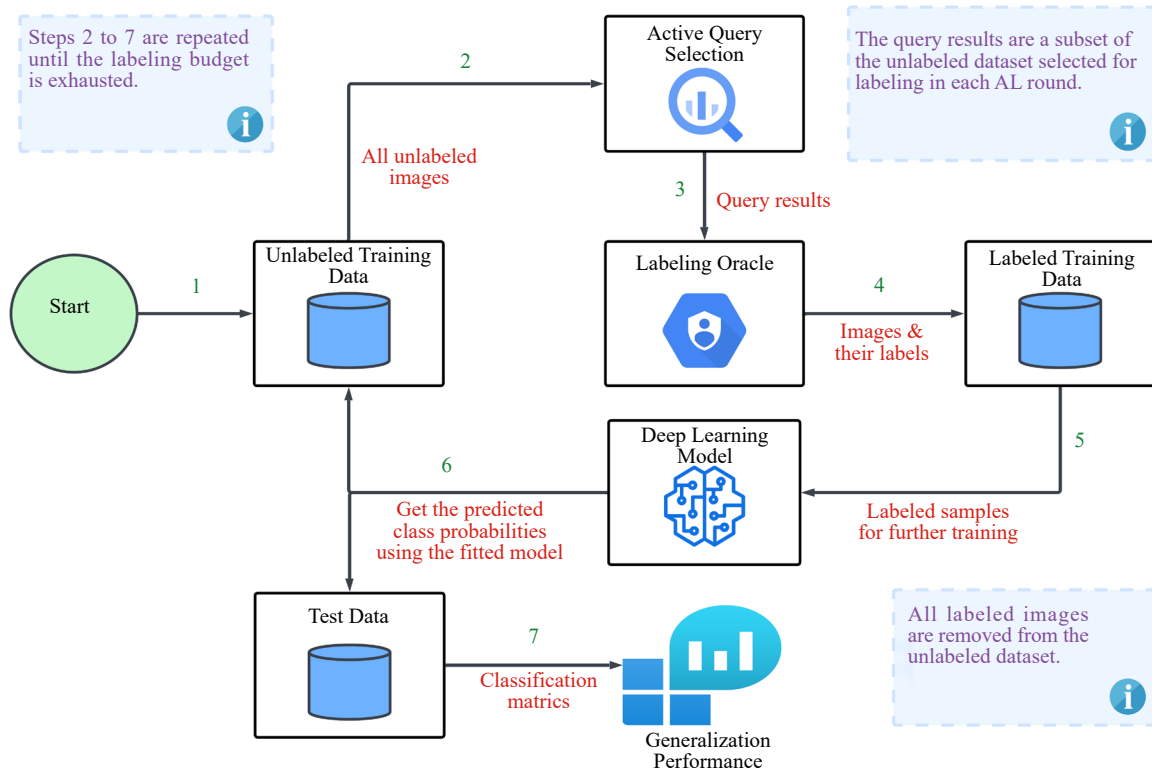 Steps 2 to 7 are repeated
until the labeling budget
is exhausted.
i
2
Active Query
Selection
The query results are a subset of
the unlabeled dataset selected for
labeling in each AL round.
i
All unlabeled
images
3
Query results
Start
1
Unlabeled Training
Data
Labeling Oracle
4
Images &
their labels
Labeled Training
Data
5
Labeled samples
for further training
Deep Learning
Model
6
Get the predicted
class probabilities
using the fitted model
Test Data
7
Classification
matrics
Generalization
Performance
All labeled images
are removed from the
unlabeled dataset.
i